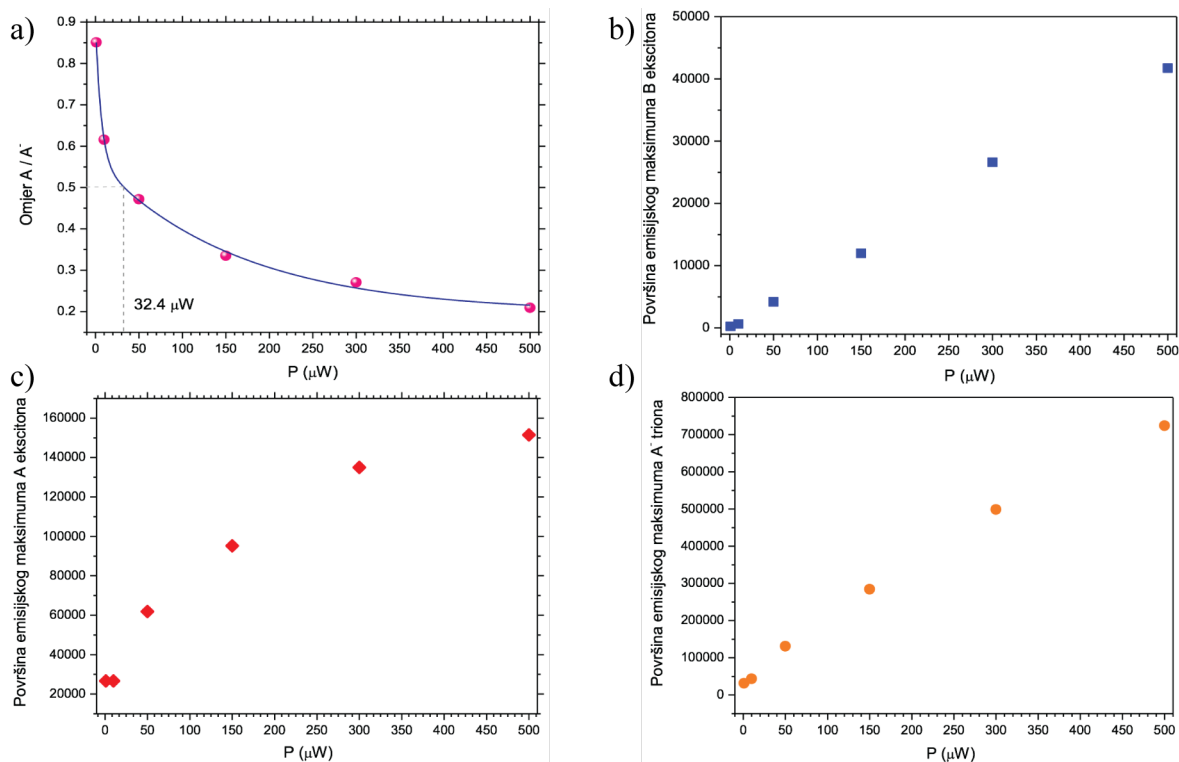 a)
Omjer A / A⁻
0.9
0.8
0.7
0.6
0.5
0.4
0.3
0.2
32.4 μW
0 50 100 150 200 250 300 350 400 450 500
P (μW)
b)
Površina emisijskog maksimuma B ekscitona
50000
40000
30000
20000
10000
0
0 50 100 150 200 250 300 350 400 450 500
P (μW)
c)
Površina emisijskog maksimuma A ekscitona
160000
140000
120000
100000
80000
60000
40000
20000
0 50 100 150 200 250 300 350 400 450 500
P (μW)
d)
Površina emisijskog maksimuma A⁻ triona
800000
700000
600000
500000
400000
300000
200000
100000
0
0 50 100 150 200 250 300 350 400 450 500
P (μW)